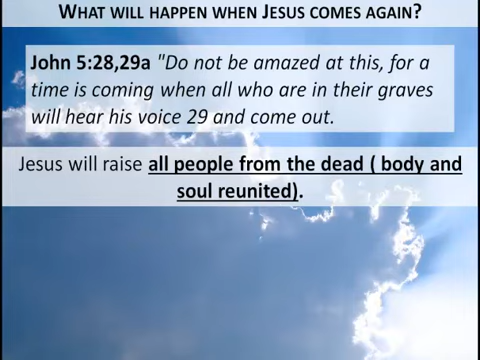 WHAT WILL HAPPEN WHEN JESUS COMES AGAIN?
John 5:28,29a "Do not be amazed at this, for a
time is coming when all who are in their graves
will hear his voice 29 and come out.
Jesus will raise all people from the dead ( body and
soul reunited).